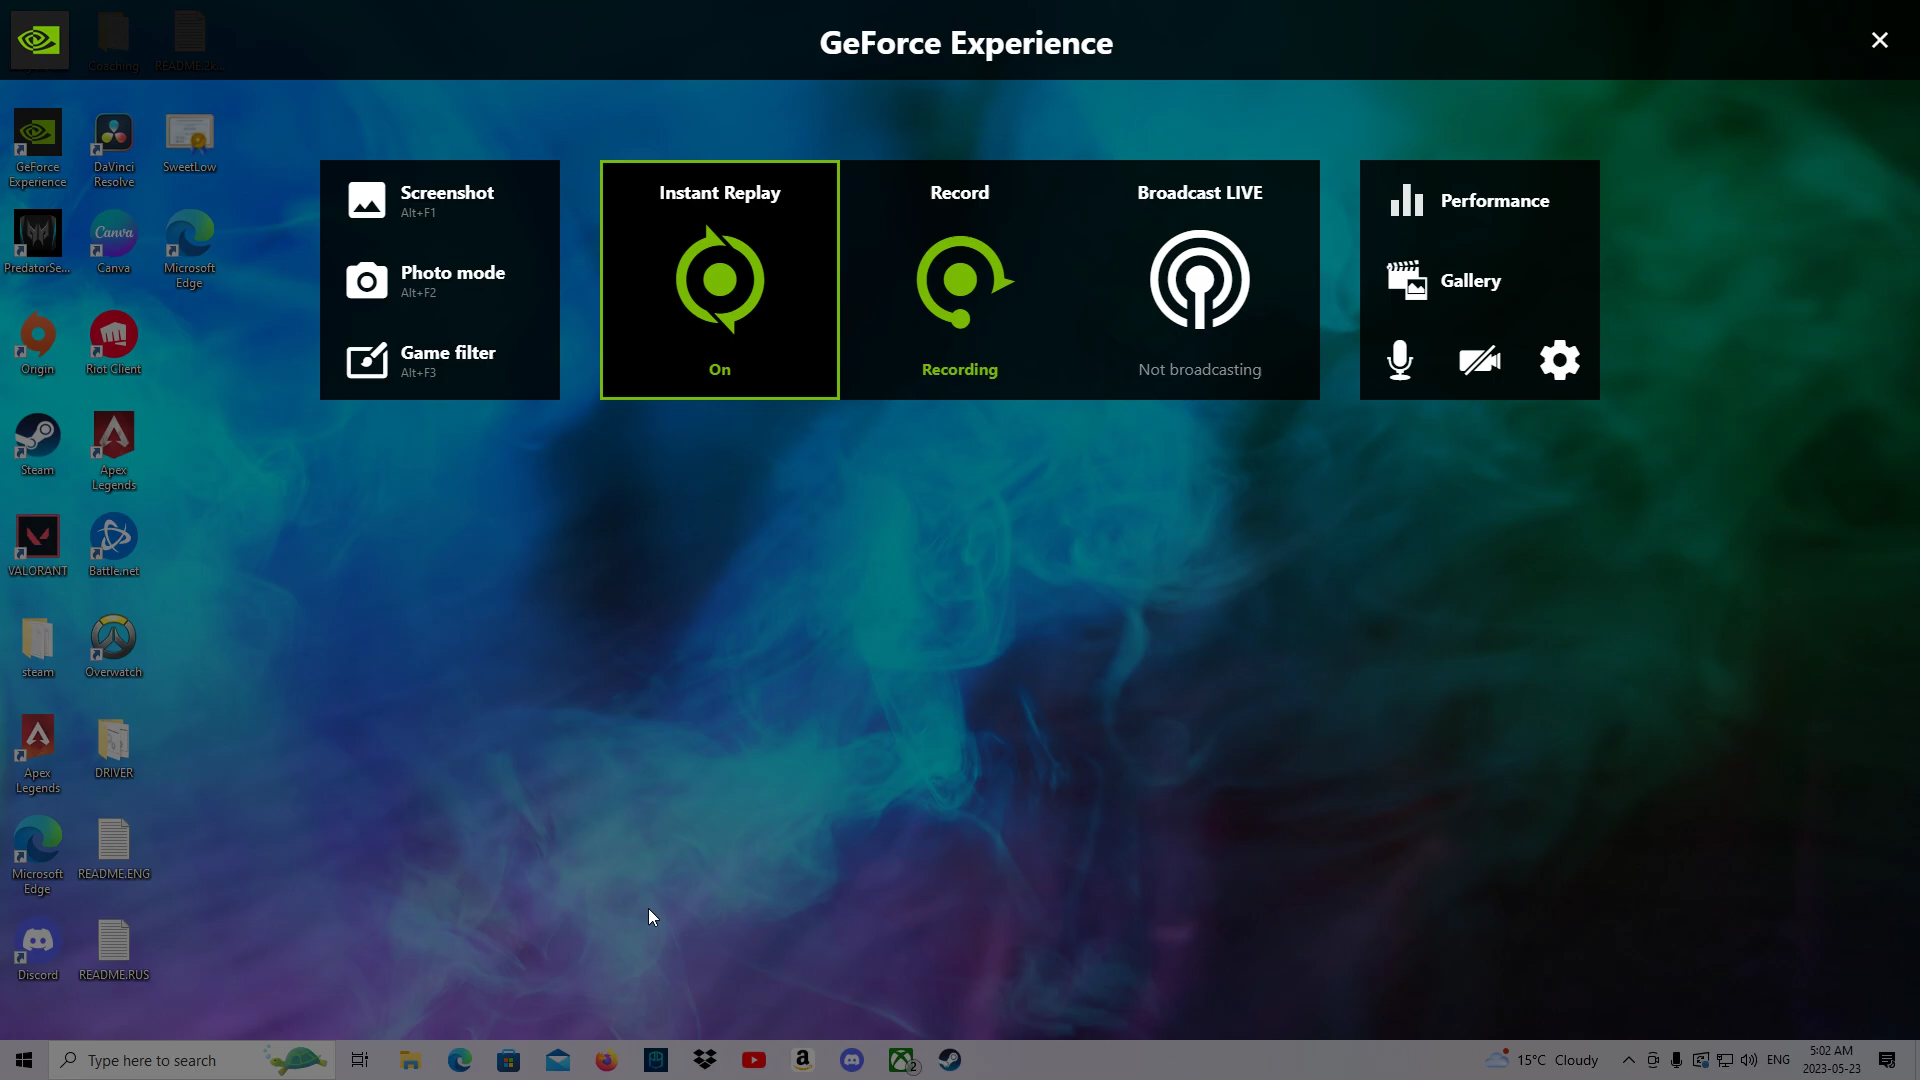 GeForce Experience
Coaching
GeForce
Experience
DaVinci
Resolve
SweetLow
PredatorSe...
Canva
Canva
Microsoft
Edge
Origin
Riot Client
Steam
Apex
Legends
VALORANT
Battle.net
steam
Overwatch
Apex
Legends
DRIVER
Microsoft
Edge
README.ENG
Discord
README.RUS
Screenshot
Alt+F1
Photo mode
Alt+F2
Game filter
Alt+F3
Instant Replay
On
Record
Recording
Broadcast LIVE
Not broadcasting
Performance
Gallery
Type here to search
a
2
15°C Cloudy
ENG
5:02 AM
2023-05-23